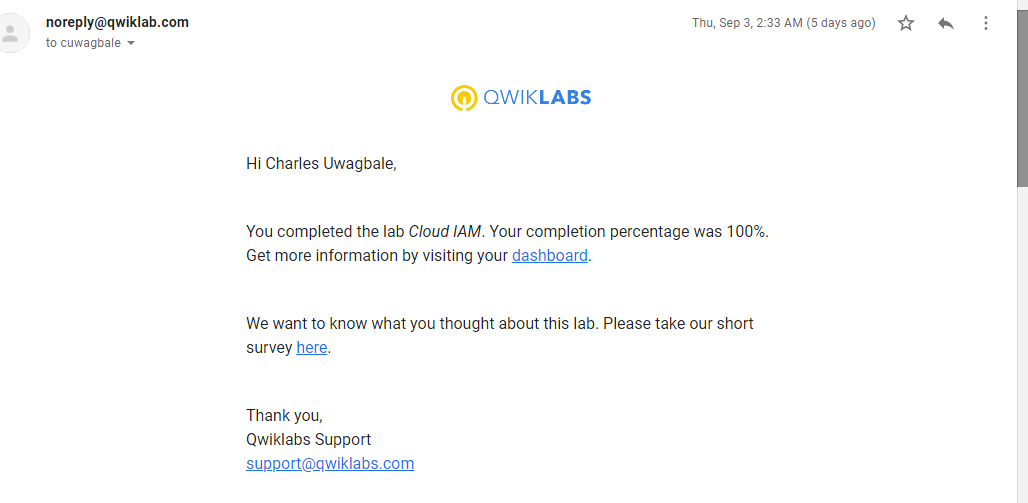 noreply@qwiklab.com
Thu, Sep 3, 2:33 AM (5 days ago)
to cuwagbale
QWIKLABS
Hi Charles Uwagbale,
You completed the lab Cloud IAM. Your completion percentage was 100%.
Get more information by visiting your dashboard.
We want to know what you thought about this lab. Please take our short
survey here.
Thank you,
Qwiklabs Support
support@qwiklabs.com